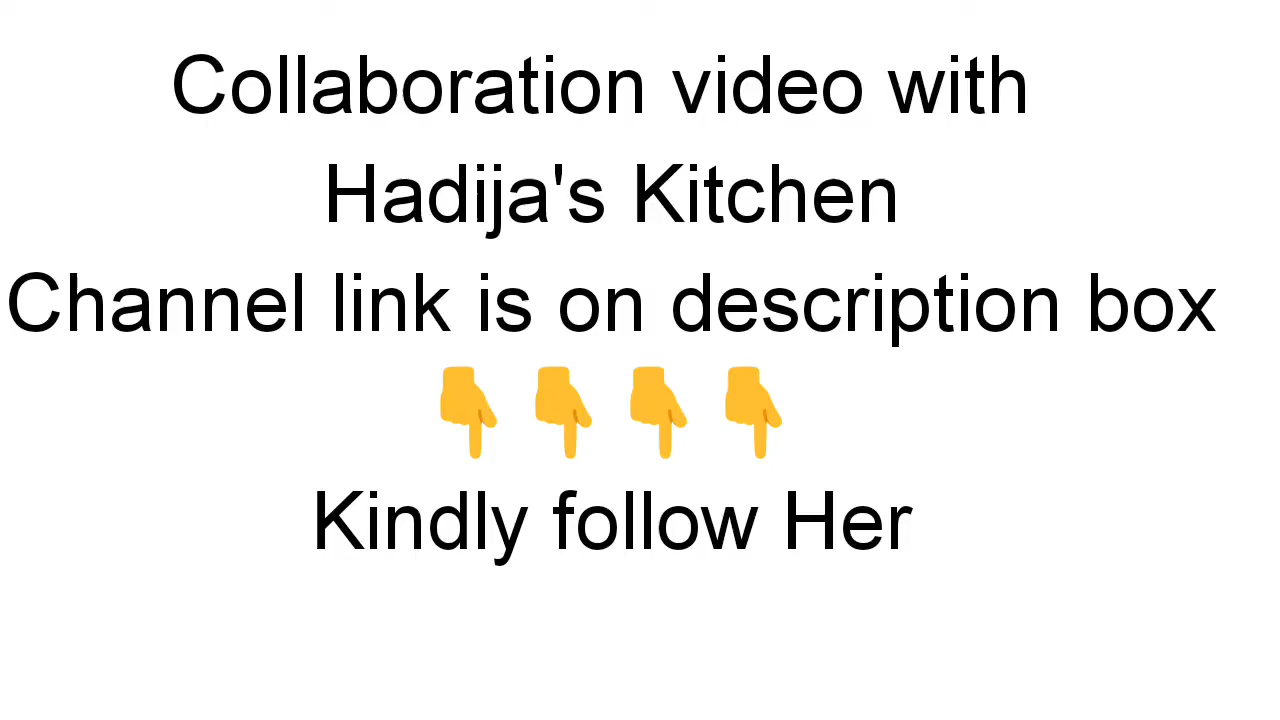 Collaboration video with
Hadija's Kitchen
Channel link is on description box
👇👇👇👇
Kindly follow Her